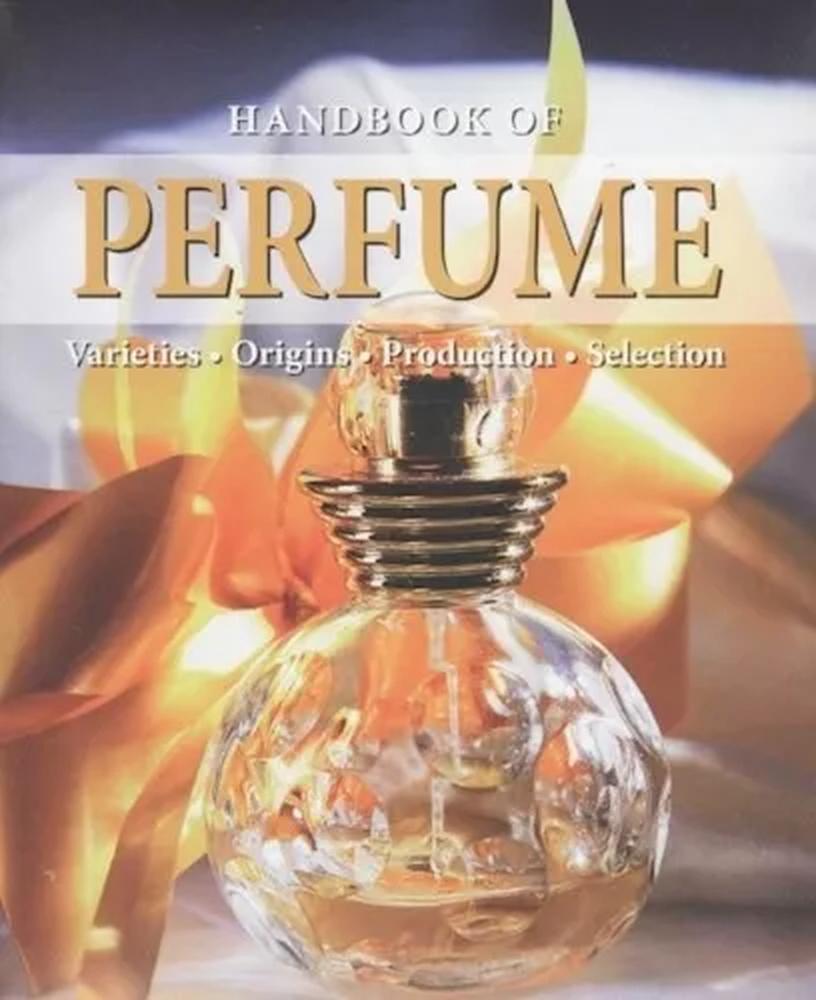 HANDBOOK OF
PERFUME
Varieties • Origins • Production • Selection